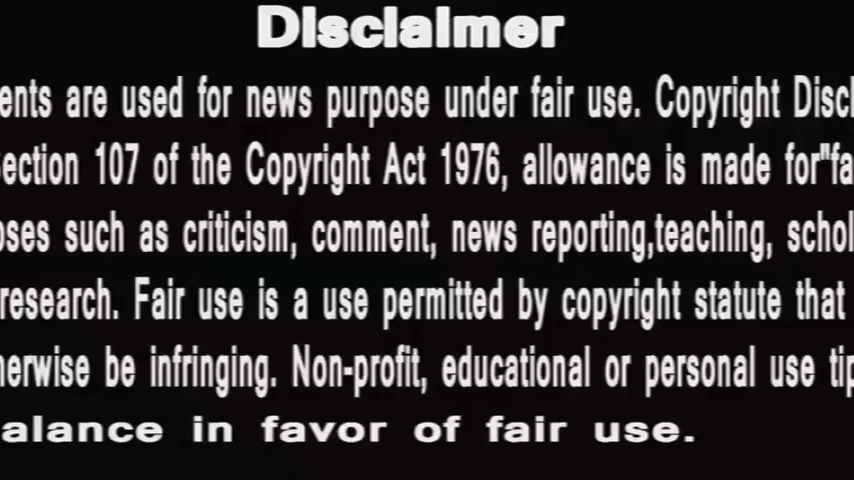 Disclaimer
ents are used for news purpose under fair use. Copyright Discl
ection 107 of the Copyright Act 1976, allowance is made for"fa
oses such as criticism, comment, news reporting,teaching, schol
research. Fair use is a use permitted by copyright statute that
herwise be infringing. Non-profit, educational or personal use tip
alance in favor of fair use.